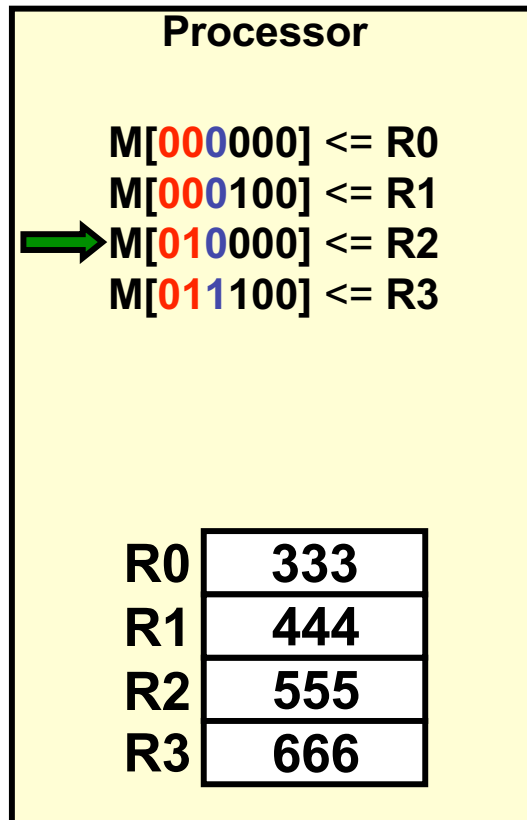 Processor
M[000000] <= R0
M[000100] <= R1
M[010000] <= R2
M[011100] <= R3
R0 333
R1 444
R2 555
R3 666